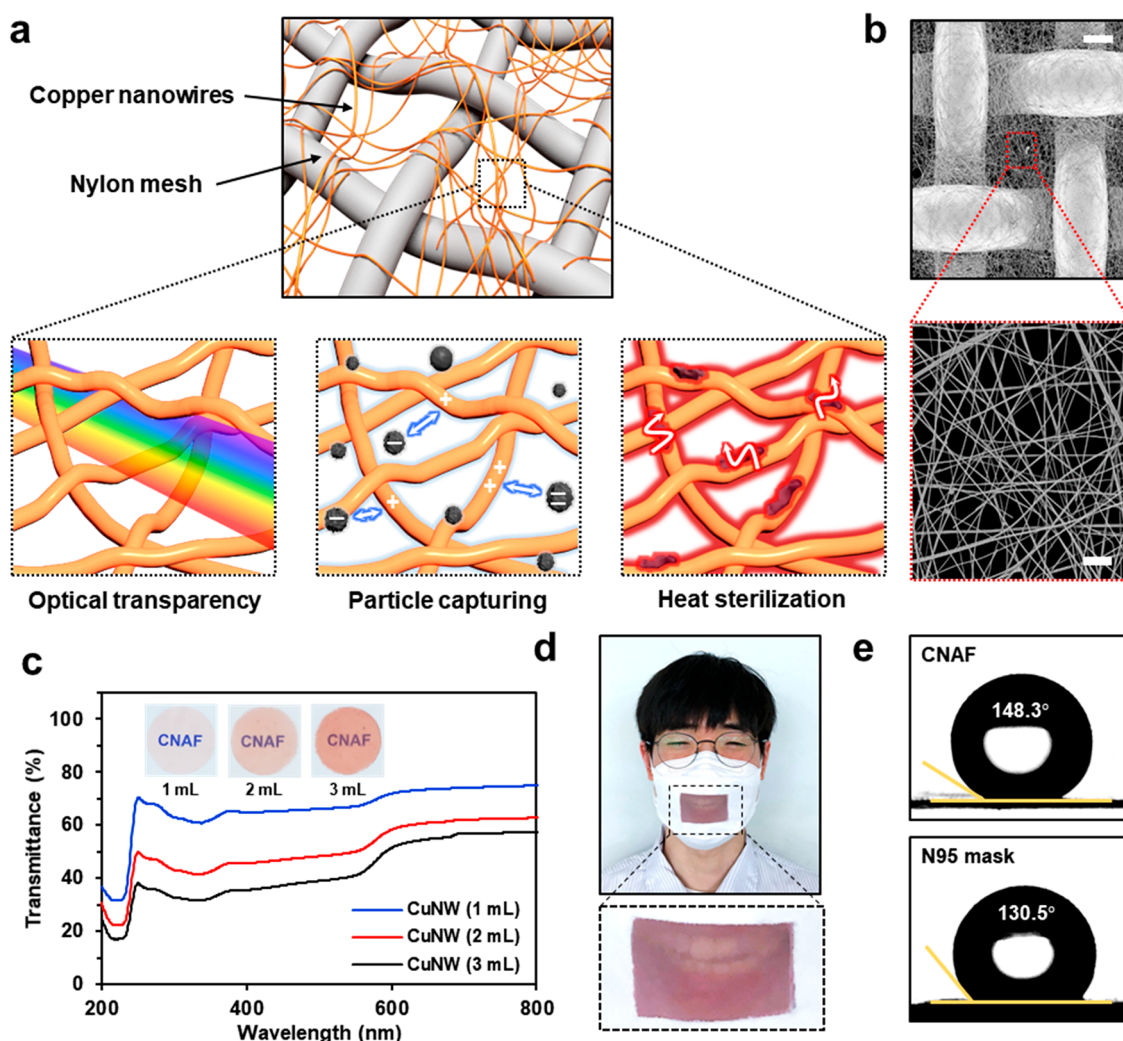 a
Copper nanowires
Nylon mesh
b
+
−
+
+
−
+
=
Optical transparency
Particle capturing
Heat sterilization
c
Transmittance (%)
100
80
60
40
20
0
CNAF
CNAF
CNAF
1 mL
2 mL
3 mL
CuNW (1 mL)
CuNW (2 mL)
CuNW (3 mL)
200
400
600
800
Wavelength (nm)
d
e
CNAF
148.3°
N95 mask
130.5°